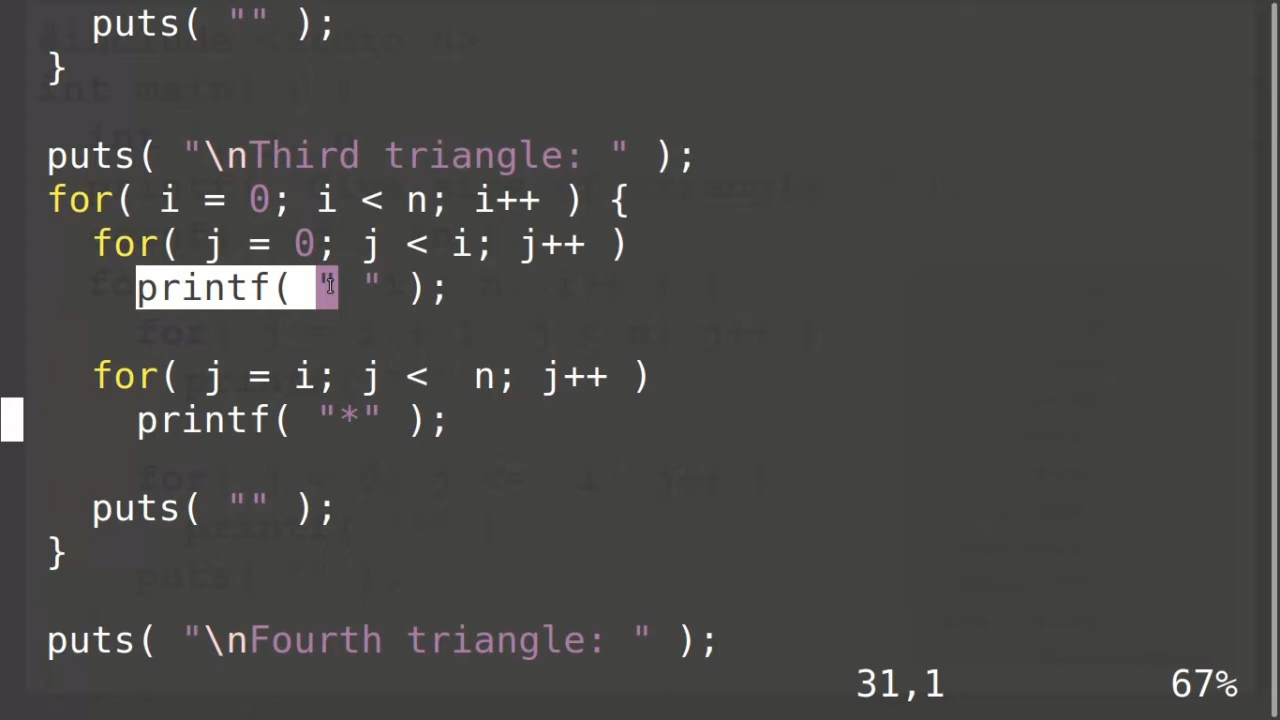 puts( "" );
}
puts( "\nThird triangle: " );
for( i = 0; i < n; i++ ) {
for( j = 0; j < i; j++ )
printf( " " );
for( j = i; j <  n; j++ )
printf( "*" );
puts( "" );
}
puts( "\nFourth triangle: " );
31,1 67%